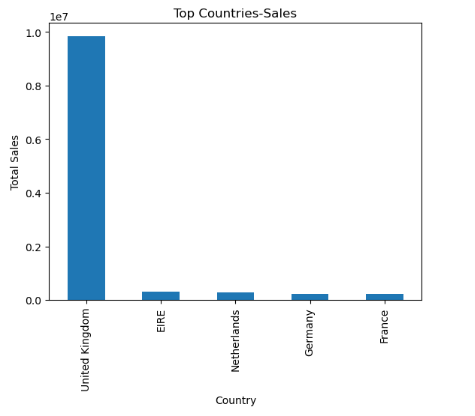 Top Countries-Sales
1e7
1.0
0.8
0.6
0.4
0.2
0.0
Total Sales
United Kingdom
EIRE
Netherlands
Germany
France
Country